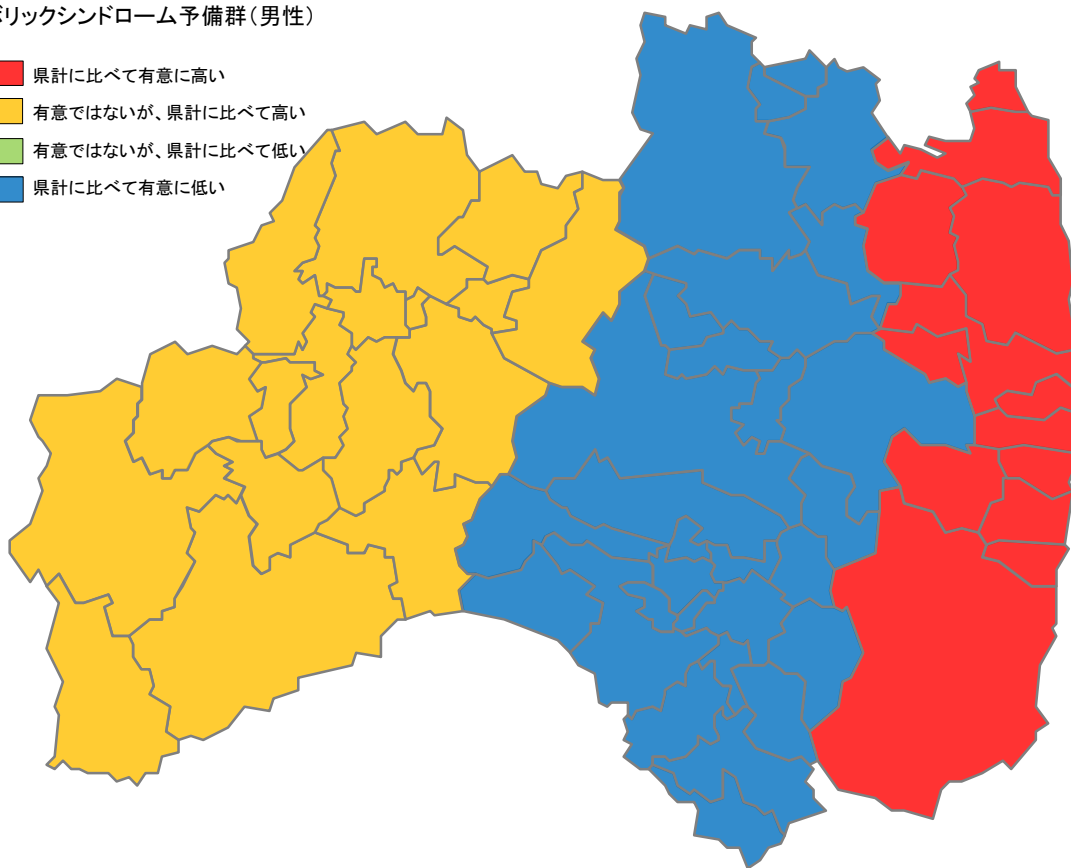 ボリックシンドローム予備群(男性)
県計に比べて有意に高い
有意ではないが、県計に比べて高い
有意ではないが、県計に比べて低い
県計に比べて有意に低い